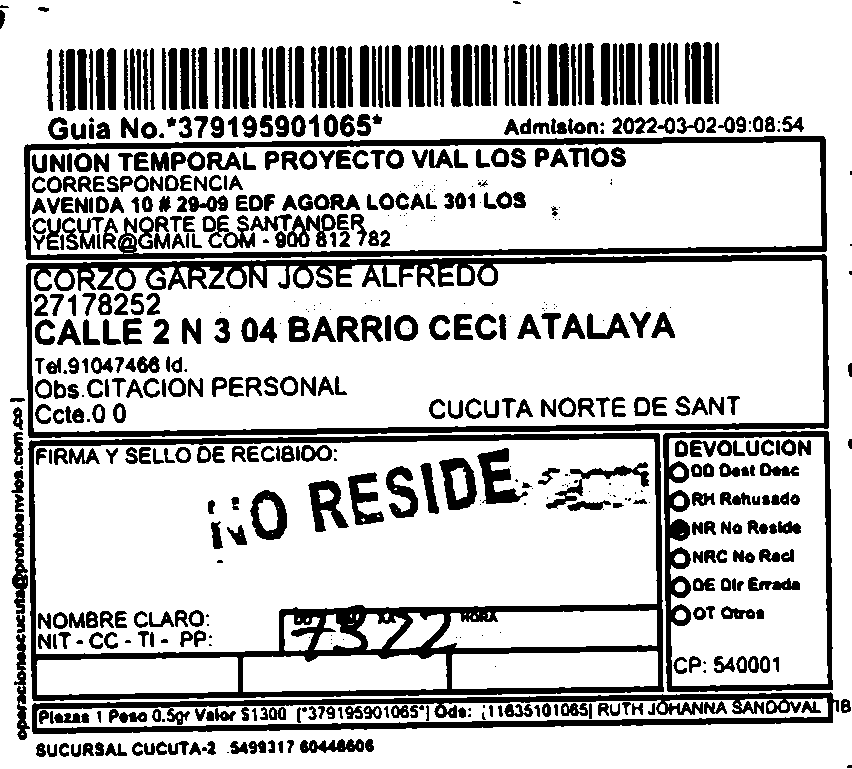 Guia No.*379195901065*
Admision: 2022-03-02-09:08:54
UNION TEMPORAL PROYECTO VIAL LOS PATIOS
CORRESPONDENCIA
AVENIDA 10 # 29-09 EDF AGORA LOCAL 301 LOS
CUCUTA NORTE DE SANTANDER
YEISMIR@GMAIL COM - 900 812 782
CORZO GARZON JOSE ALFREDO
27178252
CALLE 2 N 3 04 BARRIO CECI ATALAYA
Tel.91047466 Id.
Obs.CITACION PERSONAL
Ccte.0 0
CUCUTA NORTE DE SANT
operacionescucuta@prontoenvios.com.co |
FIRMA Y SELLO DE RECIBIDO:
NO RESIDE
NOMBRE CLARO:
NIT - CC - TI - PP:
HORA
7 3 22
DEVOLUCION
DD Dest Desc
RH Rehusado
NR No Reside
NRC No Recl
DE Dir Errada
OT Otros
CP: 540001
Piezas 1 Peso 0.5gr Valor $1300 [*379195901065*] Ods: [11635101065] RUTH JOHANNA SANDOVAL
SUCURSAL CUCUTA-2 5499317 60446606